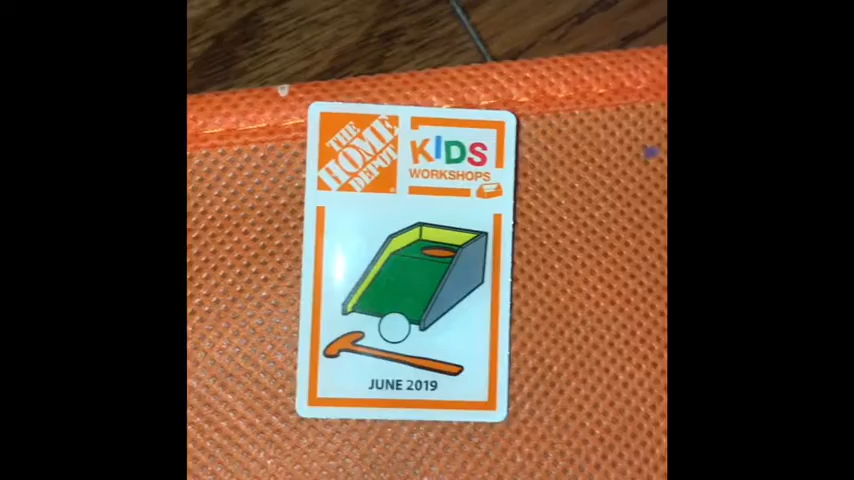 THE
HOME
DEPOT
KIDS
WORKSHOPS
JUNE 2019